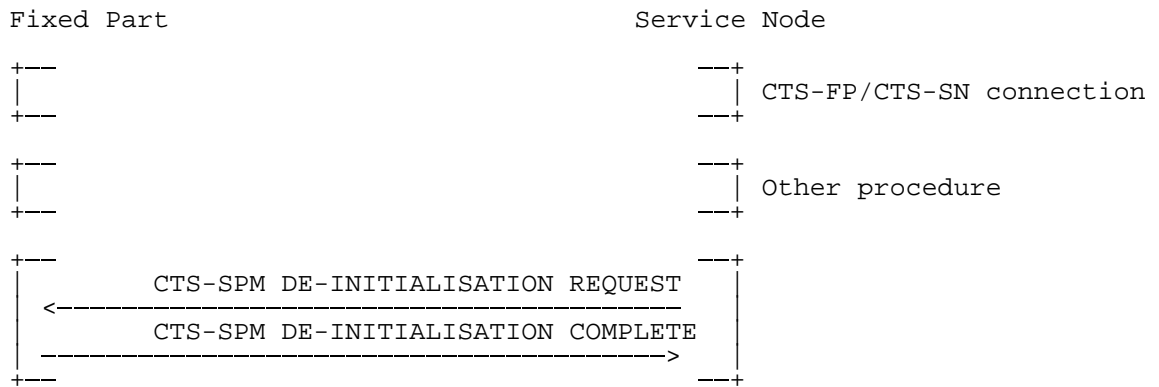 Fixed Part Service Node
CTS-FP/CTS-SN connection
Other procedure
CTS-SPM DE-INITIALISATION REQUEST
CTS-SPM DE-INITIALISATION COMPLETE